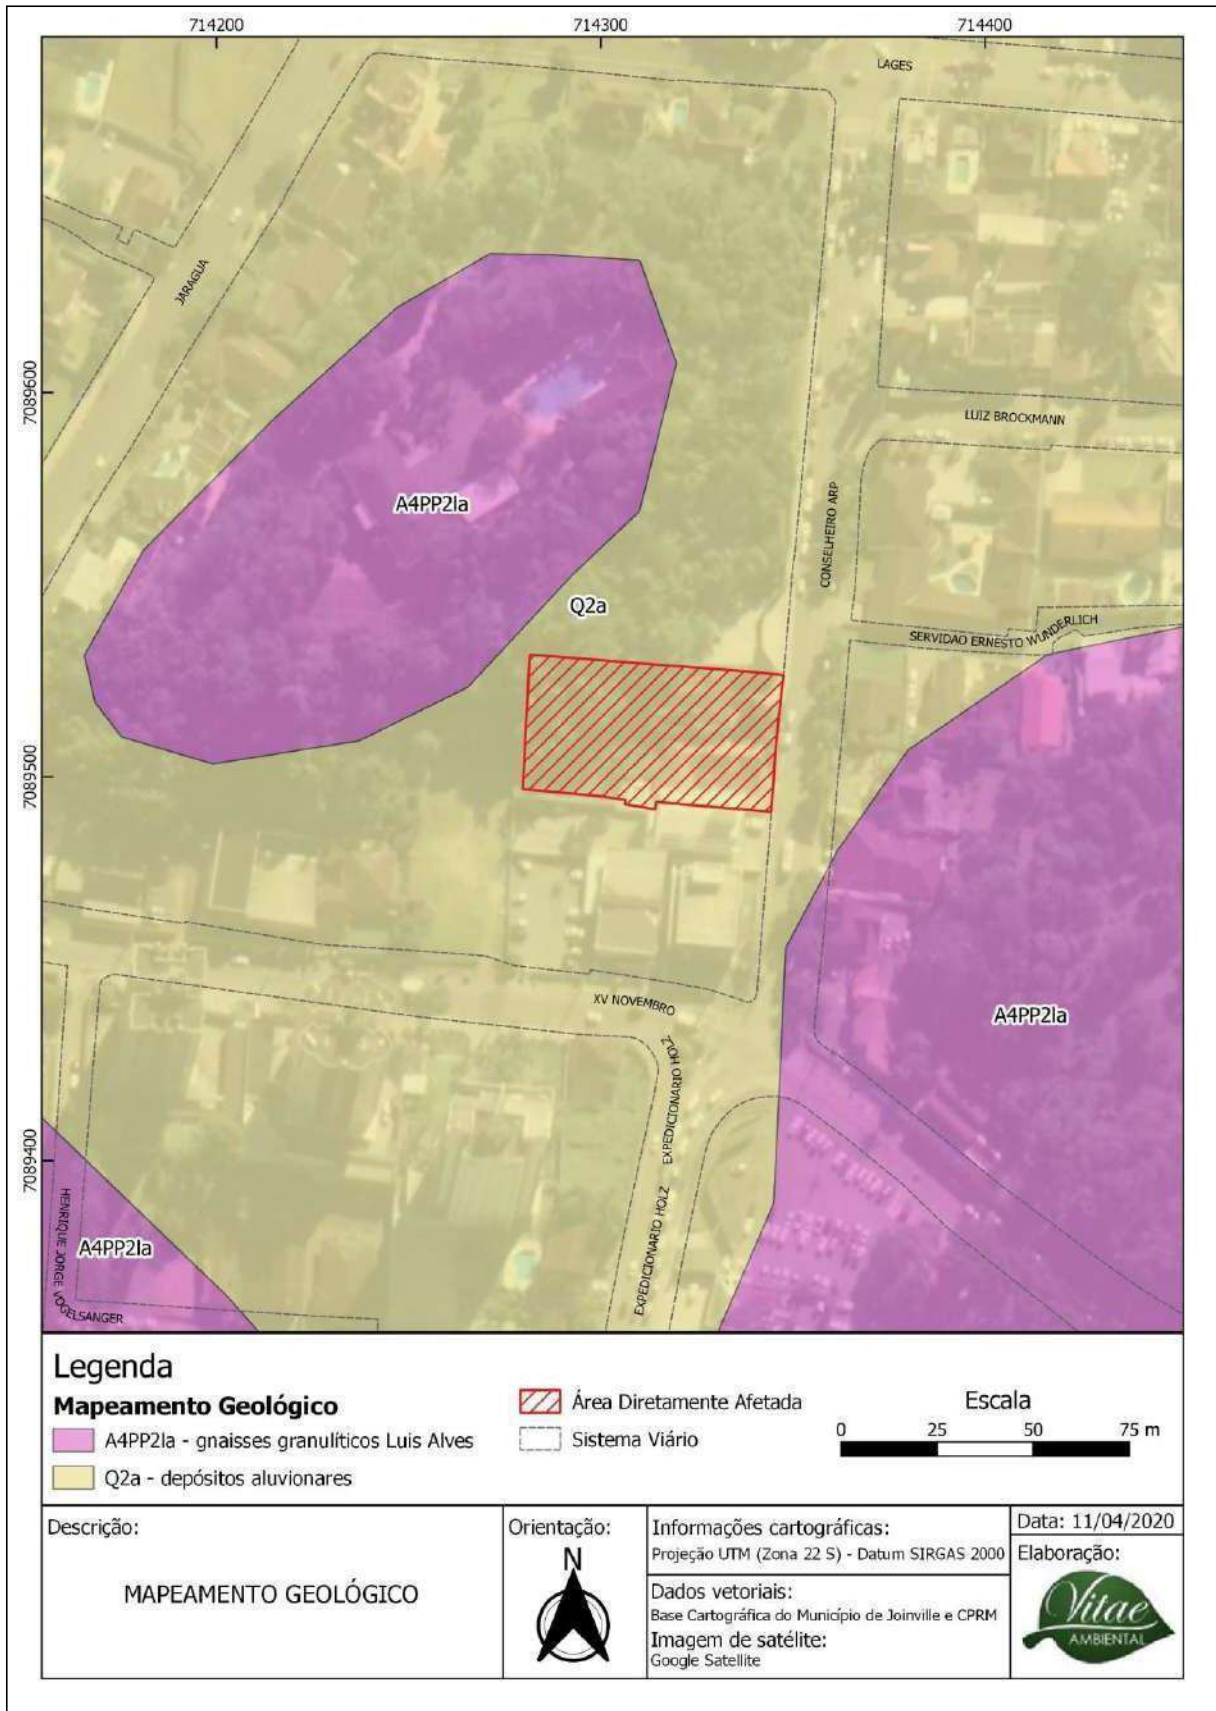 714200
714300
714400
LAGES
JARAGUA
7089600
LUIZ BROCKMANN
A4PP2la
CONSELHEIRO ARP
Q2a
SERVIDAO ERNESTO WUNDERLICH
7089500
XV NOVEMBRO
A4PP2la
EXPEDICIONARIO HOLZ
7089400
EXPEDICIONARIO HOLZ
HENRIQUE JORGE VOGELSANGER
A4PP2la
Legenda
Mapeamento Geológico
A4PP2la - gnaisses granulíticos Luis Alves
Q2a - depósitos aluvionares
Área Diretamente Afetada
Sistema Viário
Escala
0 25 50 75 m
Descrição:
MAPEAMENTO GEOLÓGICO
Orientação:
N
Informações cartográficas:
Projeção UTM (Zona 22 S) - Datum SIRGAS 2000
Dados vetoriais:
Base Cartográfica do Município de Joinville e CPRM
Imagem de satélite:
Google Satellite
Data: 11/04/2020
Elaboração:
Vitae
AMBIENTAL